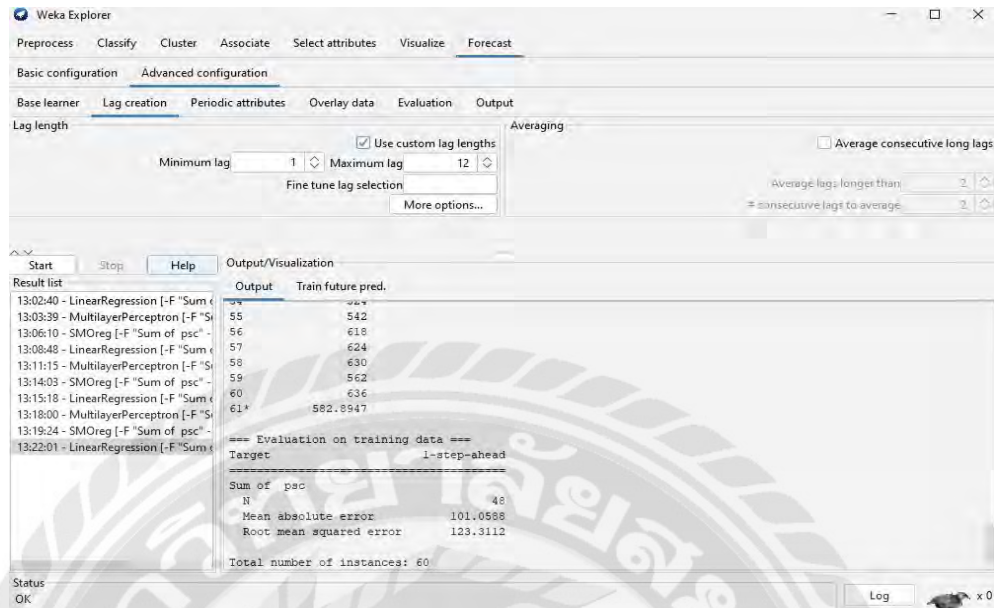 Weka Explorer
Preprocess Classify Cluster Associate Select attributes Visualize Forecast
Basic configuration Advanced configuration
Base learner Lag creation Periodic attributes Overlay data Evaluation Output
Lag length
Use custom lag lengths
Minimum lag 1 Maximum lag 12
Fine tune lag selection
More options...
Averaging
Average consecutive long lags
Average lags longer than 2
# consecutive lags to average 2
Start Stop Help
Result list
13:02:40 - LinearRegression [-F "Sum
13:03:39 - MultilayerPerceptron [-F "S
13:06:10 - SMOreg [-F "Sum of psc" -
13:08:48 - LinearRegression [-F "Sum
13:11:15 - MultilayerPerceptron [-F "S
13:14:03 - SMOreg [-F "Sum of psc" -
13:15:18 - LinearRegression [-F "Sum
13:18:00 - MultilayerPerceptron [-F "S
13:19:24 - SMOreg [-F "Sum of psc" -
13:22:01 - LinearRegression [-F "Sum
Output/Visualization
Output Train future pred.
54 524
55 542
56 618
57 624
58 630
59 562
60 636
61* 582.8947
=== Evaluation on training data ===
Target 1-step-ahead
=======================================
Sum of psc
N 48
Mean absolute error 101.0588
Root mean squared error 123.3112
Total number of instances: 60
Status
OK
Log
x 0